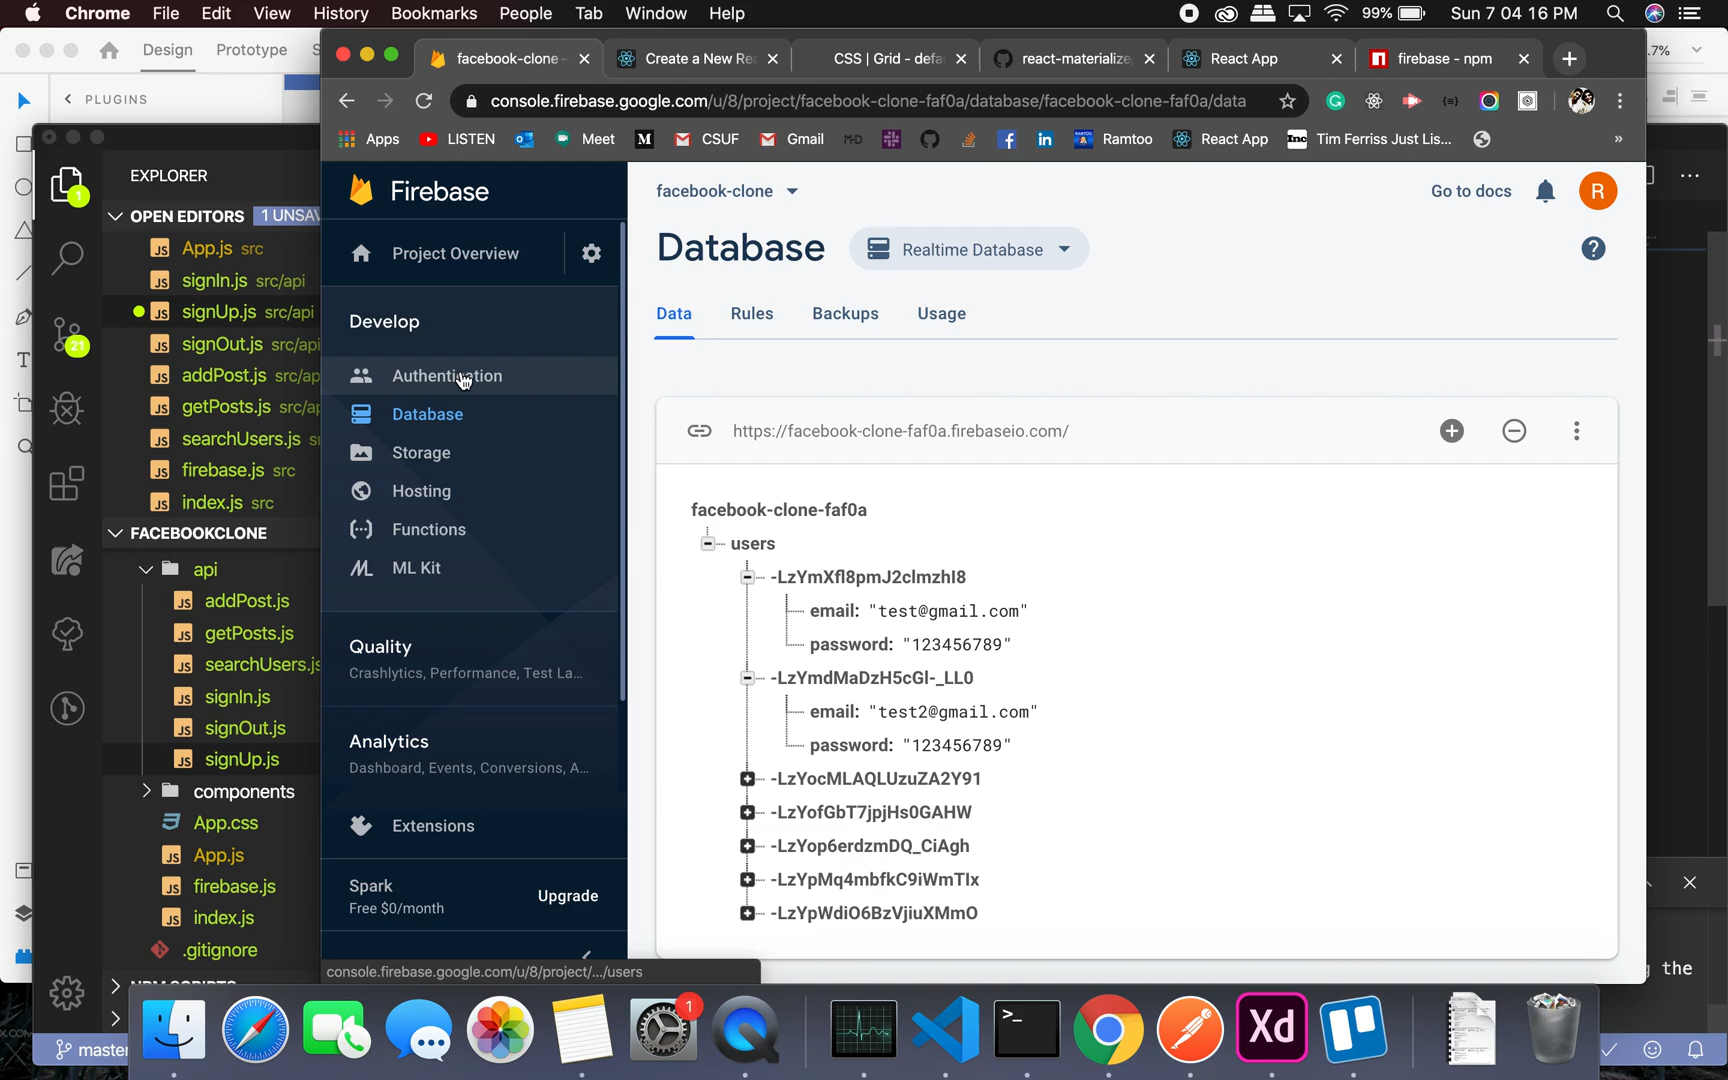 Chrome File Edit View History Bookmarks People Tab Window Help 99% Sun 7 04 16 PM
Design Prototype
facebook-clone - Create a New Re CSS | Grid - defa react-materialize, React App firebase - npm
.7%
PLUGINS
console.firebase.google.com/u/8/project/facebook-clone-faf0a/database/facebook-clone-faf0a/data
Apps LISTEN Meet CSUF Gmail Ramtoo React App Tim Ferriss Just Lis... »
EXPLORER
OPEN EDITORS 1 UNSAV
App.js src
signIn.js src/api
signUp.js src/api
signOut.js src/api
addPost.js src/ap
getPosts.js src/ap
searchUsers.js
firebase.js src
index.js src
FACEBOOKCLONE
api
addPost.js
getPosts.js
searchUsers.js
signIn.js
signOut.js
signUp.js
components
App.css
App.js
firebase.js
index.js
.gitignore
NPM SCRIPTS
master
1
21
Firebase
Project Overview
Develop
Authentication
Database
Storage
Hosting
Functions
ML Kit
Quality
Crashlytics, Performance, Test La...
Analytics
Dashboard, Events, Conversions, A...
Extensions
Spark
Free $0/month
Upgrade
console.firebase.google.com/u/8/project/.../users
facebook-clone
Go to docs
R
Database Realtime Database
Data Rules Backups Usage
https://facebook-clone-faf0a.firebaseio.com/
facebook-clone-faf0a
users
-LzYmXfl8pmJ2clmzhI8
email: "test@gmail.com"
password: "123456789"
-LzYmdMaDzH5cGl-_LL0
email: "test2@gmail.com"
password: "123456789"
-LzYocMLAQLUzuZA2Y91
-LzYofGbT7jpjHs0GAHW
-LzYop6erdzmDQ_CiAgh
-LzYpMq4mbfkC9iWmTIx
-LzYpWdiO6BzVjiuXMmO
the
1
Xd